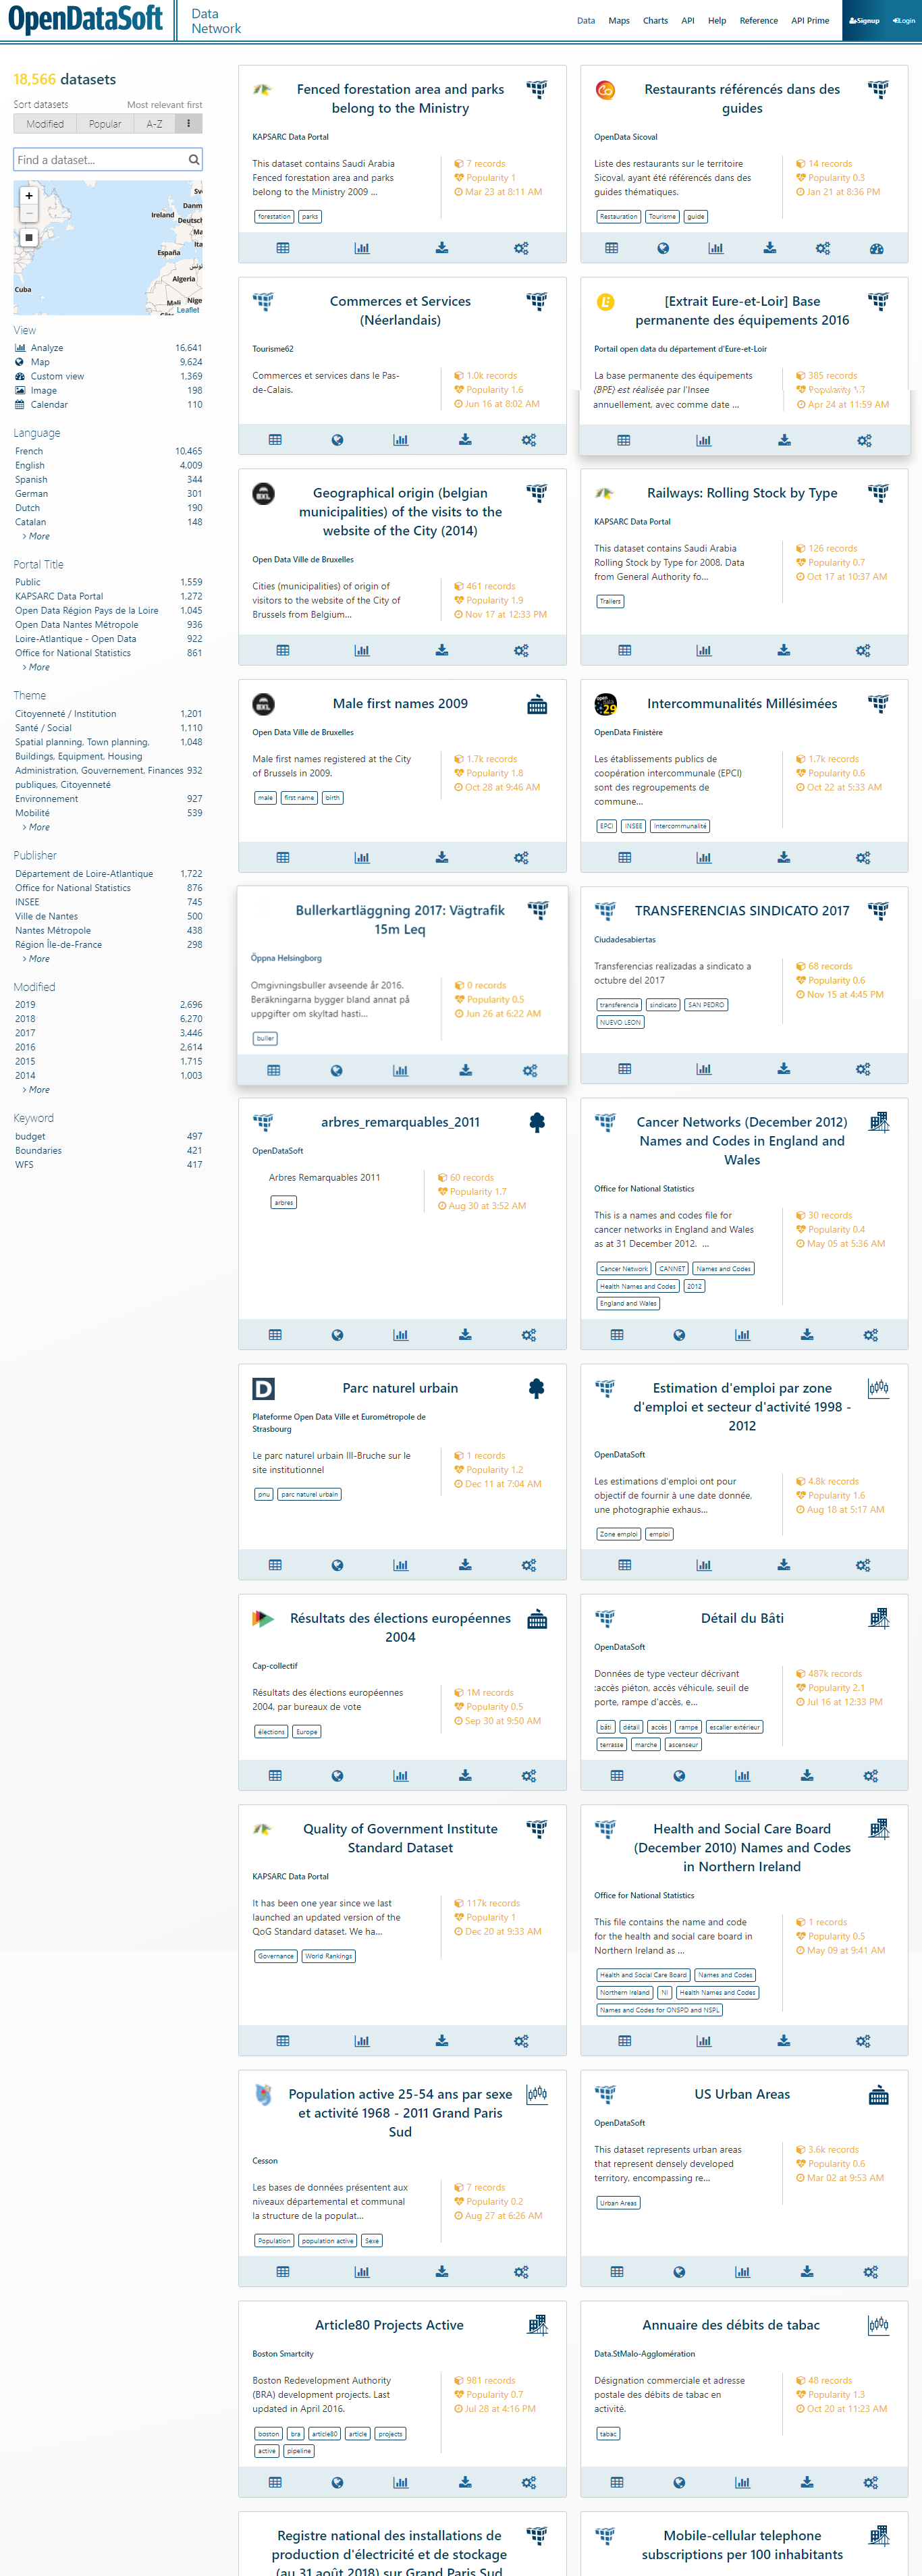 OpenDataSoft
Data
Network
Data Maps Charts API Help Reference API Prime Signup Login
18,566 datasets
Sort datasets Most relevant first
Modified Popular A-Z
Find a dataset...
+
−
Ireland
Danm
Deutsch
Ma
Ita
España
تونس
Algeria
Cuba
Mali
Nige
Leaflet
View
Analyze 16,641
Map 9,624
Custom view 1,369
Image 198
Calendar 110
Language
French 10,465
English 4,009
Spanish 344
German 301
Dutch 190
Catalan 148
> More
Portal Title
Public 1,559
KAPSARC Data Portal 1,272
Open Data Région Pays de la Loire 1,045
Open Data Nantes Métropole 936
Loire-Atlantique - Open Data 922
Office for National Statistics 861
> More
Theme
Citoyenneté / Institution 1,201
Santé / Social 1,110
Spatial planning, Town planning, 1,048
Buildings, Equipment, Housing
Administration, Gouvernement, Finances 932
publiques, Citoyenneté
Environnement 927
Mobilité 539
> More
Publisher
Département de Loire-Atlantique 1,722
Office for National Statistics 876
INSEE 745
Ville de Nantes 500
Nantes Métropole 438
Région Île-de-France 298
> More
Modified
2019 2,696
2018 6,270
2017 3,446
2016 2,614
2015 1,715
2014 1,003
> More
Keyword
budget 497
Boundaries 421
WFS 417
Fenced forestation area and parks
belong to the Ministry
KAPSARC Data Portal
This dataset contains Saudi Arabia
Fenced forestation area and parks
belong to the Ministry 2009 ...
7 records
Popularity 1
Mar 23 at 8:11 AM
forestation parks
Restaurants référencés dans des
guides
OpenData Sicoval
Liste des restaurants sur le territoire
Sicoval, ayant été référencés dans des
guides thématiques.
14 records
Popularity 0.3
Jan 21 at 8:36 PM
Restauration Tourisme guide
Commerces et Services
(Néerlandais)
Tourisme62
Commerces et services dans le Pas-
de-Calais.
1.0k records
Popularity 1.6
Jun 16 at 8:02 AM
[Extrait Eure-et-Loir] Base
permanente des équipements 2016
Portail open data du département d'Eure-et-Loir
La base permanente des équipements
(BPE) est réalisée par l'Insee
annuellement, avec comme date ...
385 records
Popularity 1.7
Apr 24 at 11:59 AM
Geographical origin (belgian
municipalities) of the visits to the
website of the City (2014)
BXL
Open Data Ville de Bruxelles
Cities (municipalities) of origin of
visitors to the website of the City of
Brussels from Belgium...
461 records
Popularity 1.9
Nov 17 at 12:33 PM
Railways: Rolling Stock by Type
KAPSARC Data Portal
This dataset contains Saudi Arabia
Rolling Stock by Type for 2008. Data
from General Authority fo...
126 records
Popularity 0.7
Oct 17 at 10:37 AM
Trailers
Male first names 2009
BXL
Open Data Ville de Bruxelles
Male first names registered at the City
of Brussels in 2009.
1.7k records
Popularity 1.8
Oct 28 at 9:46 AM
male first name birth
Intercommunalités Millésimées
29
OpenData Finistère
Les établissements publics de
coopération intercommunale (EPCI)
sont des regroupements de
commune...
1.7k records
Popularity 0.6
Oct 22 at 5:33 AM
EPCI INSEE Intercommunalité
Bullerkartläggning 2017: Vägtrafik
15m Leq
Öppna Helsingborg
Omgivningsbuller avseende år 2016.
Beräkningarna bygger bland annat på
uppgifter om skyltad hasti...
0 records
Popularity 0.5
Jun 26 at 6:22 AM
buller
TRANSFERENCIAS SINDICATO 2017
Ciudadesabiertas
Transferencias realizadas a sindicato a
octubre del 2017
68 records
Popularity 0.6
Nov 15 at 4:45 PM
transferencia sindicato SAN PEDRO
NUEVO LEON
arbres_remarquables_2011
OpenDataSoft
Arbres Remarquables 2011
60 records
Popularity 1.7
Aug 30 at 3:52 AM
arbres
Cancer Networks (December 2012)
Names and Codes in England and
Wales
Office for National Statistics
This is a names and codes file for
cancer networks in England and Wales
as at 31 December 2012. ...
30 records
Popularity 0.4
May 05 at 5:36 AM
Cancer Network CANNET Names and Codes
Health Names and Codes 2012
England and Wales
Parc naturel urbain
D
Plateforme Open Data Ville et Eurométropole de
Strasbourg
Le parc naturel urbain Ill-Bruche sur le
site institutionnel
1 records
Popularity 1.2
Dec 11 at 7:04 AM
pnu parc naturel urbain
Estimation d'emploi par zone
d'emploi et secteur d'activité 1998 -
2012
OpenDataSoft
Les estimations d'emploi ont pour
objectif de fournir à une date donnée,
une photographie exhaus...
4.8k records
Popularity 1.6
Aug 18 at 5:17 AM
Zone emploi emploi
Résultats des élections européennes
2004
Cap-collectif
Résultats des élections européennes
2004, par bureaux de vote
1M records
Popularity 0.5
Sep 30 at 9:50 AM
élections Europe
Détail du Bâti
OpenDataSoft
Données de type vecteur décrivant
:accès piéton, accès véhicule, seuil de
porte, rampe d'accès, e...
487k records
Popularity 2.1
Jul 16 at 12:33 PM
bâti détail accès rampe escalier extérieur
terrasse marche ascenseur
Quality of Government Institute
Standard Dataset
KAPSARC Data Portal
It has been one year since we last
launched an updated version of the
QoG Standard dataset. We ha...
117k records
Popularity 1
Dec 20 at 9:33 AM
Governance World Rankings
Health and Social Care Board
(December 2010) Names and Codes
in Northern Ireland
Office for National Statistics
This file contains the name and code
for the health and social care board in
Northern Ireland as ...
1 records
Popularity 0.5
May 09 at 9:41 AM
Health and Social Care Board Names and Codes
Northern Ireland NI Health Names and Codes
Names and Codes for ONSPD and NSPL
Population active 25-54 ans par sexe
et activité 1968 - 2011 Grand Paris
Sud
Cesson
Les bases de données présentent aux
niveaux départemental et communal
la structure de la populat...
7 records
Popularity 0.2
Aug 27 at 6:26 AM
Population population active Sexe
US Urban Areas
OpenDataSoft
This dataset represents urban areas
that represent densely developed
territory, encompassing re...
3.6k records
Popularity 0.6
Mar 02 at 9:53 AM
Urban Areas
Article80 Projects Active
Boston Smartcity
Boston Redevelopment Authority
(BRA) development projects. Last
updated in April 2016.
981 records
Popularity 0.7
Jul 28 at 4:16 PM
boston bra article80 article projects
active pipeline
Annuaire des débits de tabac
Data.StMalo-Agglomération
Désignation commerciale et adresse
postale des débits de tabac en
activité.
48 records
Popularity 1.3
Oct 20 at 11:23 AM
tabac
Registre national des installations de
production d'électricité et de stockage
(au 31 août 2018) sur Grand Paris Sud
Mobile-cellular telephone
subscriptions per 100 inhabitants